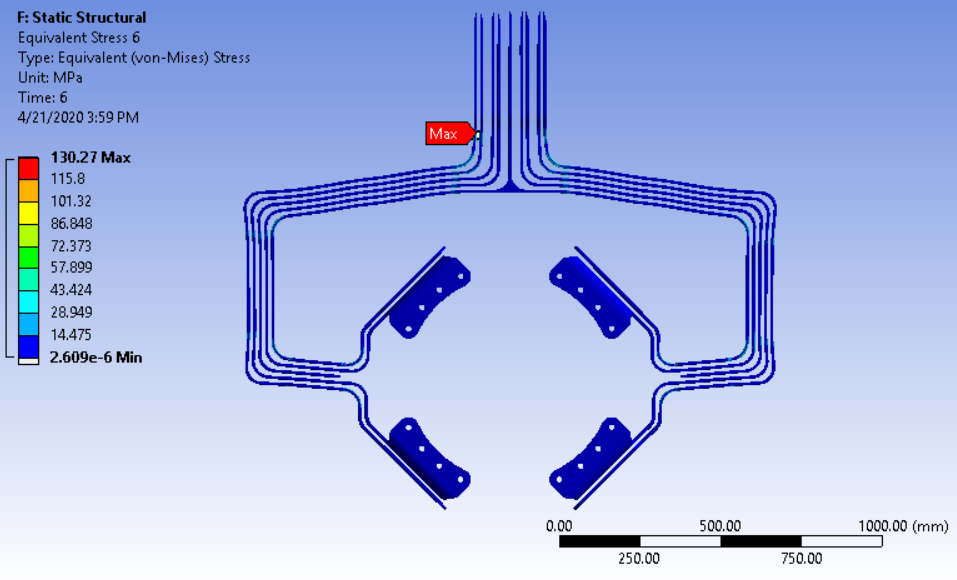 F: Static Structural
Equivalent Stress 6
Type: Equivalent (von-Mises) Stress
Unit: MPa
Time: 6
4/21/2020 3:59 PM
Max
130.27 Max
115.8
101.32
86.848
72.373
57.899
43.424
28.949
14.475
2.609e-6 Min
0.00 500.00 1000.00 (mm)
250.00 750.00